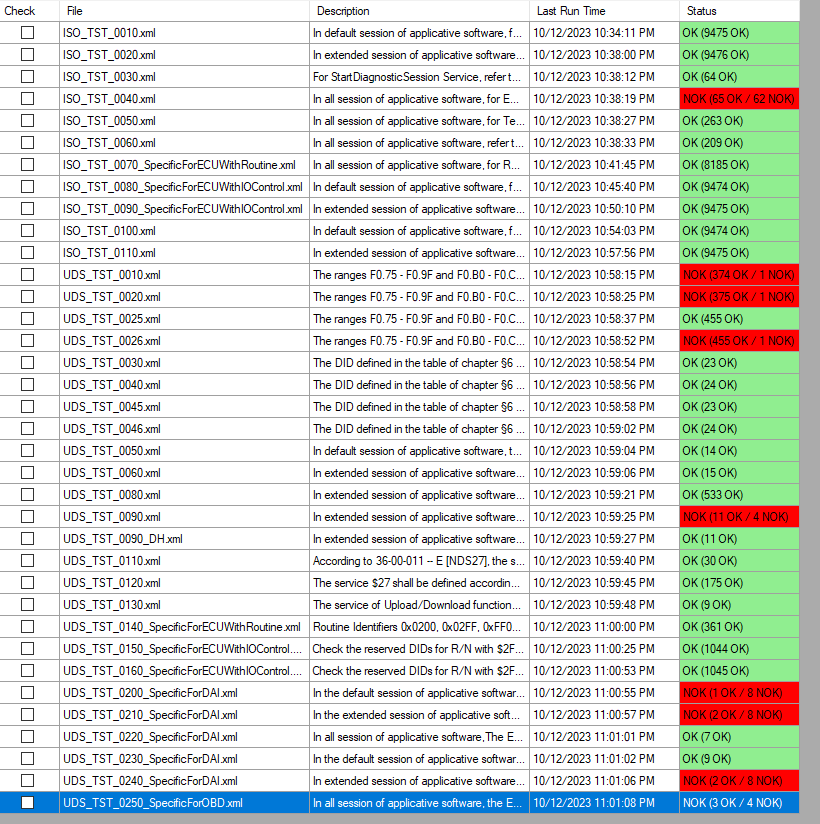 Check File Description Last Run Time Status
ISO_TST_0010.xml In default session of applicative software, f... 10/12/2023 10:34:11 PM OK (9475 OK)
ISO_TST_0020.xml In extended session of applicative software... 10/12/2023 10:38:00 PM OK (9476 OK)
ISO_TST_0030.xml For StartDiagnosticSession Service, refer t... 10/12/2023 10:38:12 PM OK (64 OK)
ISO_TST_0040.xml In all session of applicative software, for E... 10/12/2023 10:38:19 PM NOK (65 OK / 62 NOK)
ISO_TST_0050.xml In all session of applicative software, for Te... 10/12/2023 10:38:27 PM OK (263 OK)
ISO_TST_0060.xml In all session of applicative software, refer t... 10/12/2023 10:38:33 PM OK (209 OK)
ISO_TST_0070_SpecificForECUWithRoutine.xml In all session of applicative software, for R... 10/12/2023 10:41:45 PM OK (8185 OK)
ISO_TST_0080_SpecificForECUWithIOControl.xml In default session of applicative software, f... 10/12/2023 10:45:40 PM OK (9474 OK)
ISO_TST_0090_SpecificForECUWithIOControl.xml In extended session of applicative software... 10/12/2023 10:50:10 PM OK (9475 OK)
ISO_TST_0100.xml In default session of applicative software, f... 10/12/2023 10:54:03 PM OK (9474 OK)
ISO_TST_0110.xml In extended session of applicative software... 10/12/2023 10:57:56 PM OK (9475 OK)
UDS_TST_0010.xml The ranges F0.75 - F0.9F and F0.B0 - F0.C... 10/12/2023 10:58:15 PM NOK (374 OK / 1 NOK)
UDS_TST_0020.xml The ranges F0.75 - F0.9F and F0.B0 - F0.C... 10/12/2023 10:58:25 PM NOK (375 OK / 1 NOK)
UDS_TST_0025.xml The ranges F0.75 - F0.9F and F0.B0 - F0.C... 10/12/2023 10:58:37 PM OK (455 OK)
UDS_TST_0026.xml The ranges F0.75 - F0.9F and F0.B0 - F0.C... 10/12/2023 10:58:52 PM NOK (455 OK / 1 NOK)
UDS_TST_0030.xml The DID defined in the table of chapter §6 ... 10/12/2023 10:58:54 PM OK (23 OK)
UDS_TST_0040.xml The DID defined in the table of chapter §6 ... 10/12/2023 10:58:56 PM OK (24 OK)
UDS_TST_0045.xml The DID defined in the table of chapter §6 ... 10/12/2023 10:58:58 PM OK (23 OK)
UDS_TST_0046.xml The DID defined in the table of chapter §6 ... 10/12/2023 10:59:02 PM OK (24 OK)
UDS_TST_0050.xml In default session of applicative software, t... 10/12/2023 10:59:04 PM OK (14 OK)
UDS_TST_0060.xml In extended session of applicative software... 10/12/2023 10:59:06 PM OK (15 OK)
UDS_TST_0080.xml In extended session of applicative software... 10/12/2023 10:59:21 PM OK (533 OK)
UDS_TST_0090.xml In extended session of applicative software... 10/12/2023 10:59:25 PM NOK (11 OK / 4 NOK)
UDS_TST_0090_DH.xml In extended session of applicative software... 10/12/2023 10:59:27 PM OK (11 OK)
UDS_TST_0110.xml According to 36-00-011 -- E [NDS27], the s... 10/12/2023 10:59:40 PM OK (30 OK)
UDS_TST_0120.xml The service $27 shall be defined accordin... 10/12/2023 10:59:45 PM OK (175 OK)
UDS_TST_0130.xml The service of Upload/Download function... 10/12/2023 10:59:48 PM OK (9 OK)
UDS_TST_0140_SpecificForECUWithRoutine.xml Routine Identifiers 0x0200, 0x02FF, 0xFF0... 10/12/2023 11:00:00 PM OK (361 OK)
UDS_TST_0150_SpecificForECUWithIOControl.... Check the reserved DIDs for R/N with $2F... 10/12/2023 11:00:25 PM OK (1044 OK)
UDS_TST_0160_SpecificForECUWithIOControl.... Check the reserved DIDs for R/N with $2F... 10/12/2023 11:00:53 PM OK (1045 OK)
UDS_TST_0200_SpecificForDAI.xml In the default session of applicative softwar... 10/12/2023 11:00:55 PM NOK (1 OK / 8 NOK)
UDS_TST_0210_SpecificForDAI.xml In the extended session of applicative soft... 10/12/2023 11:00:57 PM NOK (2 OK / 8 NOK)
UDS_TST_0220_SpecificForDAI.xml In all session of applicative software,The E... 10/12/2023 11:01:01 PM OK (7 OK)
UDS_TST_0230_SpecificForDAI.xml In the default session of applicative softwar... 10/12/2023 11:01:02 PM OK (9 OK)
UDS_TST_0240_SpecificForDAI.xml In extended session of applicative software... 10/12/2023 11:01:06 PM NOK (2 OK / 8 NOK)
UDS_TST_0250_SpecificForOBD.xml In all session of applicative software, the E... 10/12/2023 11:01:08 PM NOK (3 OK / 4 NOK)